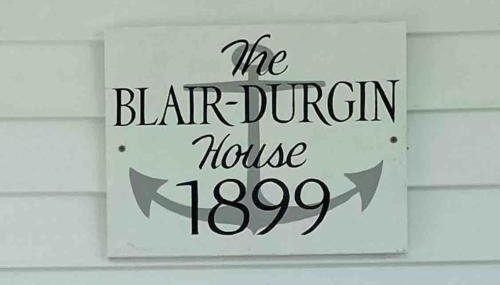 The
BLAIR-DURGIN
House
1899